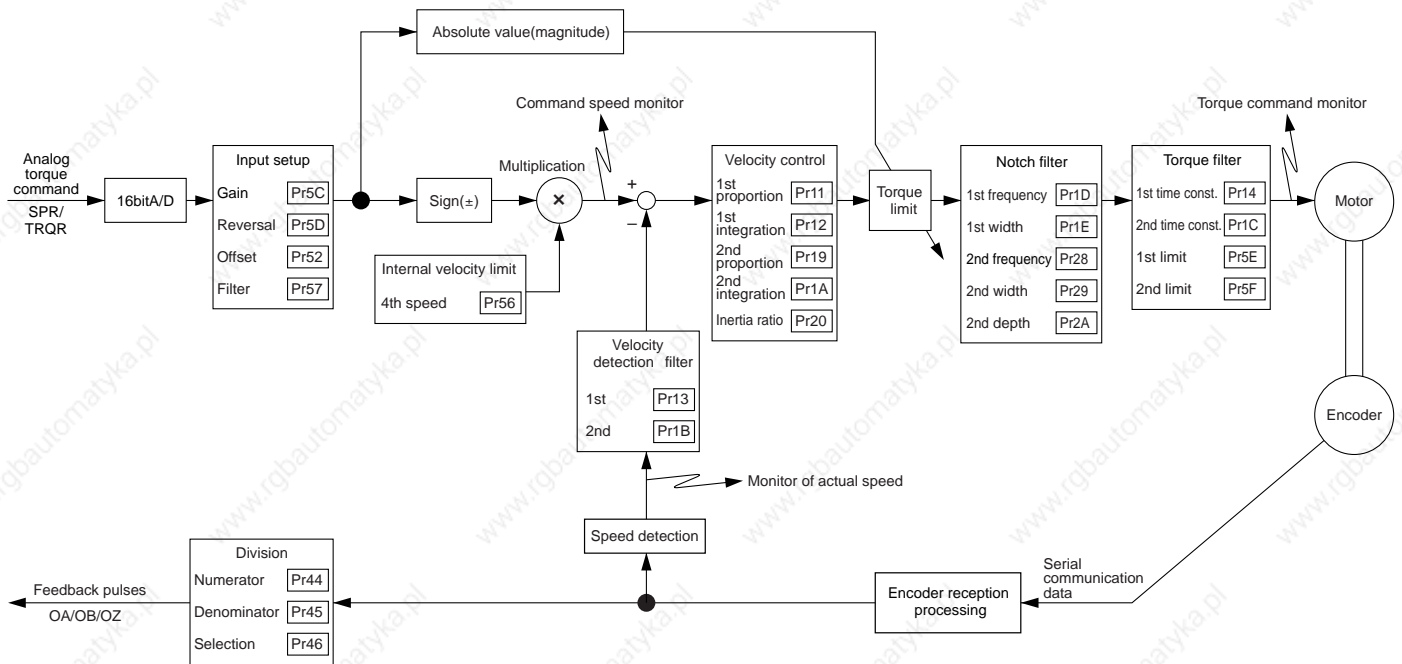 Absolute value(magnitude)
Command speed monitor
Torque command monitor
Analog
torque
command
SPR/
TRQR
16bitA/D
Input setup
Gain Pr5C
Reversal Pr5D
Offset Pr52
Filter Pr57
Sign(±)
Multiplication
×
+
−
Internal velocity limit
4th speed Pr56
Velocity control
1st
proportion Pr11
1st
integration Pr12
2nd
proportion Pr19
2nd
integration Pr1A
Inertia ratio Pr20
Torque
limit
Notch filter
1st frequency Pr1D
1st width Pr1E
2nd frequency Pr28
2nd width Pr29
2nd depth Pr2A
Torque filter
1st time const. Pr14
2nd time const. Pr1C
1st limit Pr5E
2nd limit Pr5F
Motor
Encoder
Velocity
detection filter
1st Pr13
2nd Pr1B
Monitor of actual speed
Speed detection
Serial
communication
data
Encoder reception
processing
Division
Numerator Pr44
Denominator Pr45
Selection Pr46
Feedback pulses
OA/OB/OZ
www.rgbautomatyka.pl